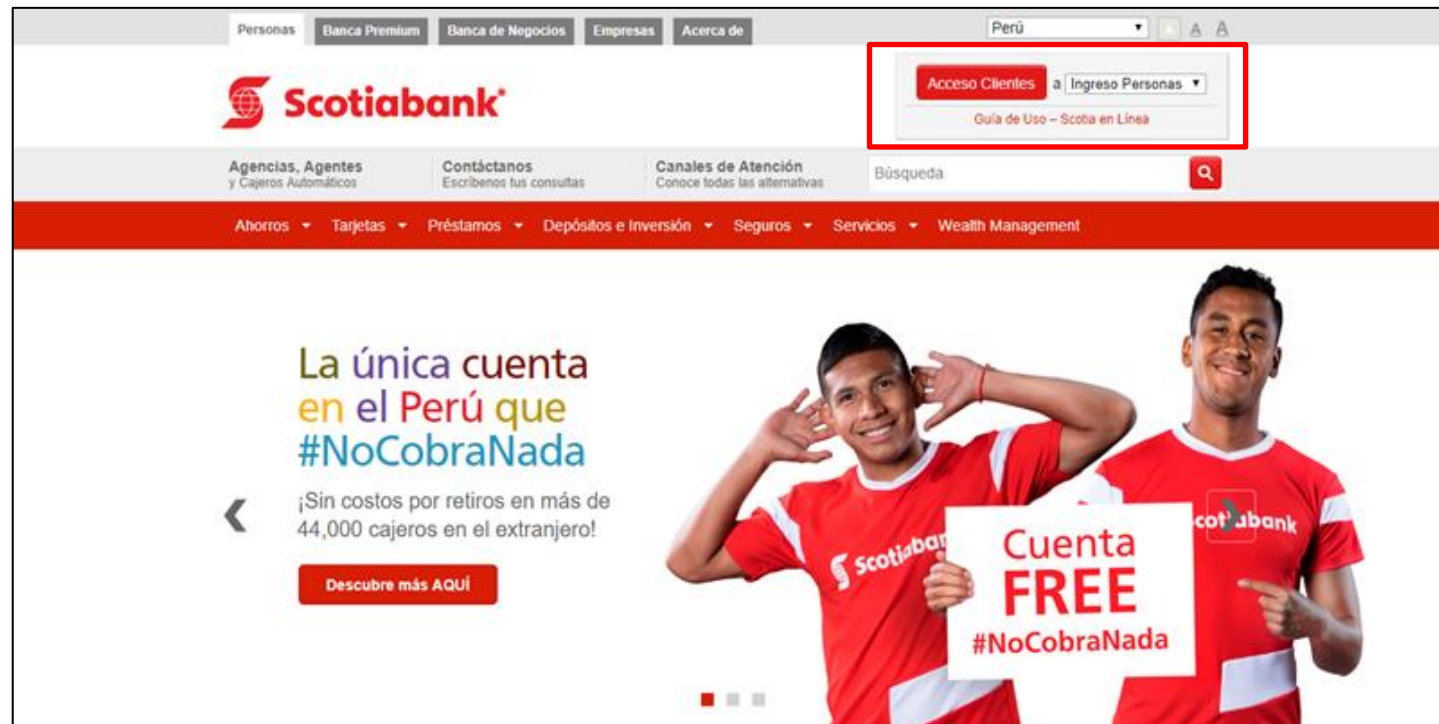 Personas Banca Premium Banca de Negocios Empresas Acerca de Perú A A
Scotiabank
Acceso Clientes a Ingreso Personas
Guía de Uso – Scotia en Línea
Agencias, Agentes
y Cajeros Automáticos
Contáctanos
Escríbenos tus consultas
Canales de Atención
Conoce todas las alternativas
Búsqueda
Ahorros Tarjetas Préstamos Depósitos e Inversión Seguros Servicios Wealth Management
La única cuenta
en el Perú que
#NoCobraNada
¡Sin costos por retiros en más de
44,000 cajeros en el extranjero!
Descubre más AQUÍ
Scotiabank
Cuenta
FREE
#NoCobraNada